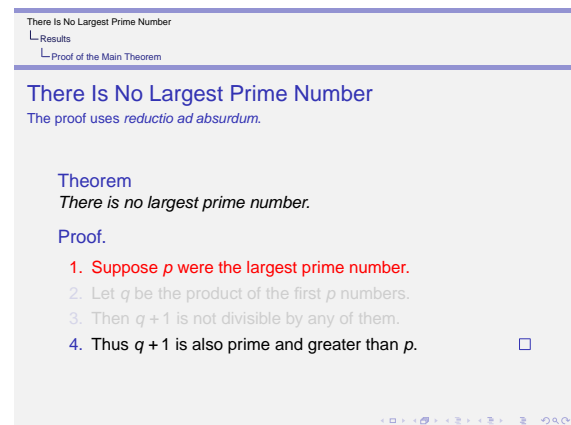 There Is No Largest Prime Number
Results
Proof of the Main Theorem
There Is No Largest Prime Number
The proof uses reductio ad absurdum.
Theorem
There is no largest prime number.
Proof.
1. Suppose p were the largest prime number.
2. Let q be the product of the first p numbers.
3. Then q + 1 is not divisible by any of them.
4. Thus q + 1 is also prime and greater than p. □